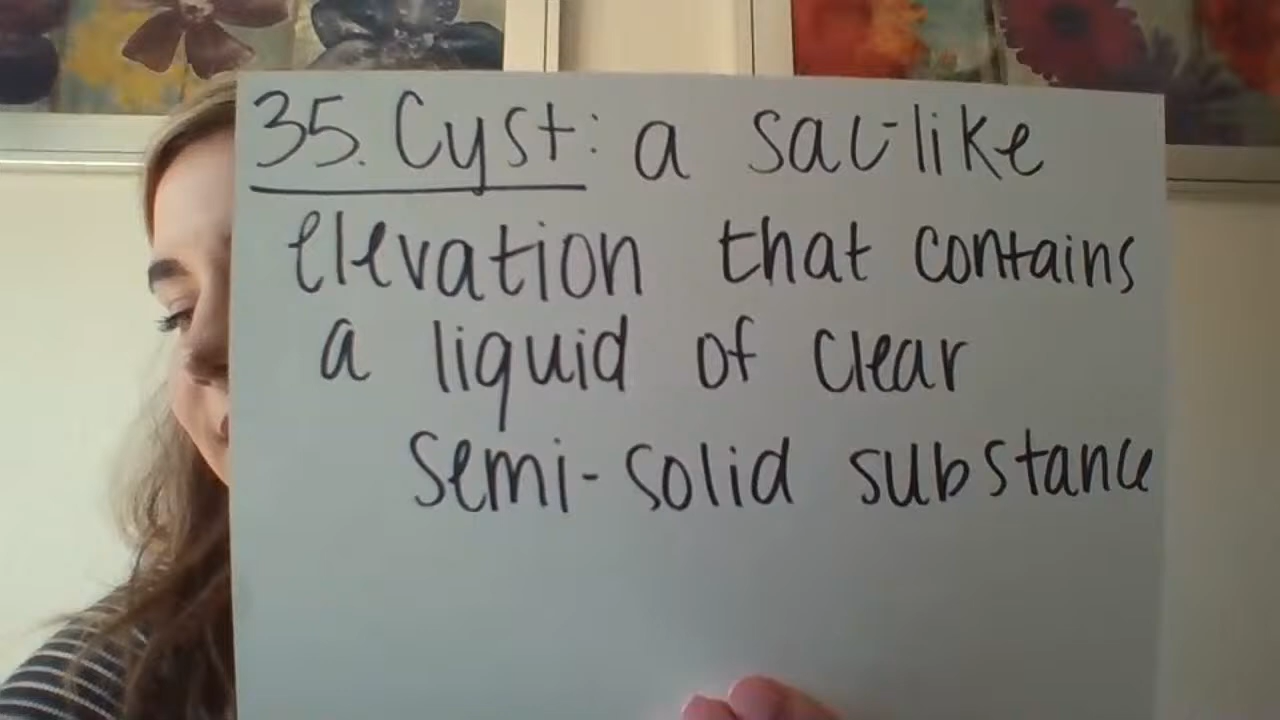 35. Cyst: a sac-like
elevation that contains
a liquid of clear
semi-solid substance